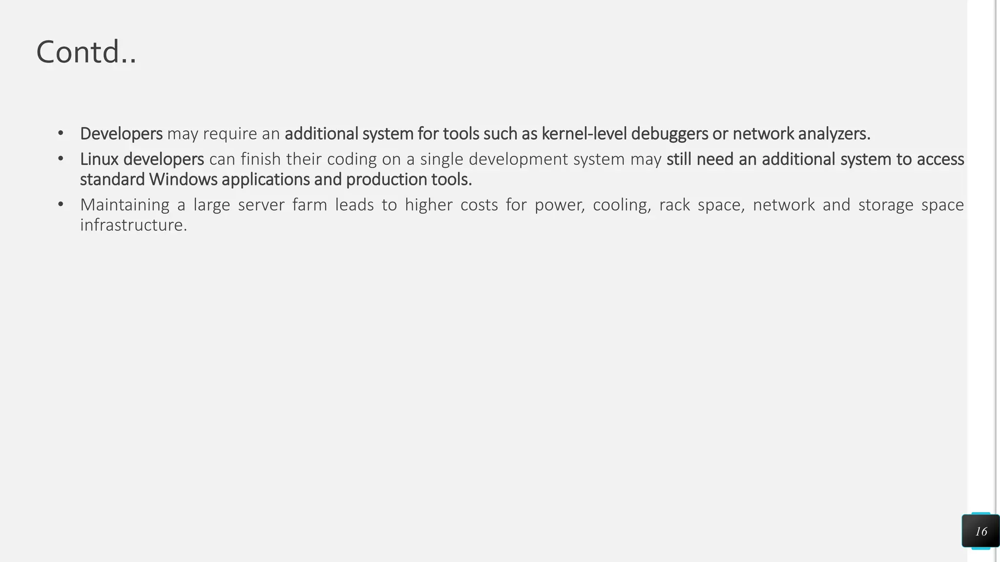 Contd..
• Developers may require an additional system for tools such as kernel-level debuggers or network analyzers.
• Linux developers can finish their coding on a single development system may still need an additional system to access
standard Windows applications and production tools.
• Maintaining a large server farm leads to higher costs for power, cooling, rack space, network and storage space
infrastructure.
16